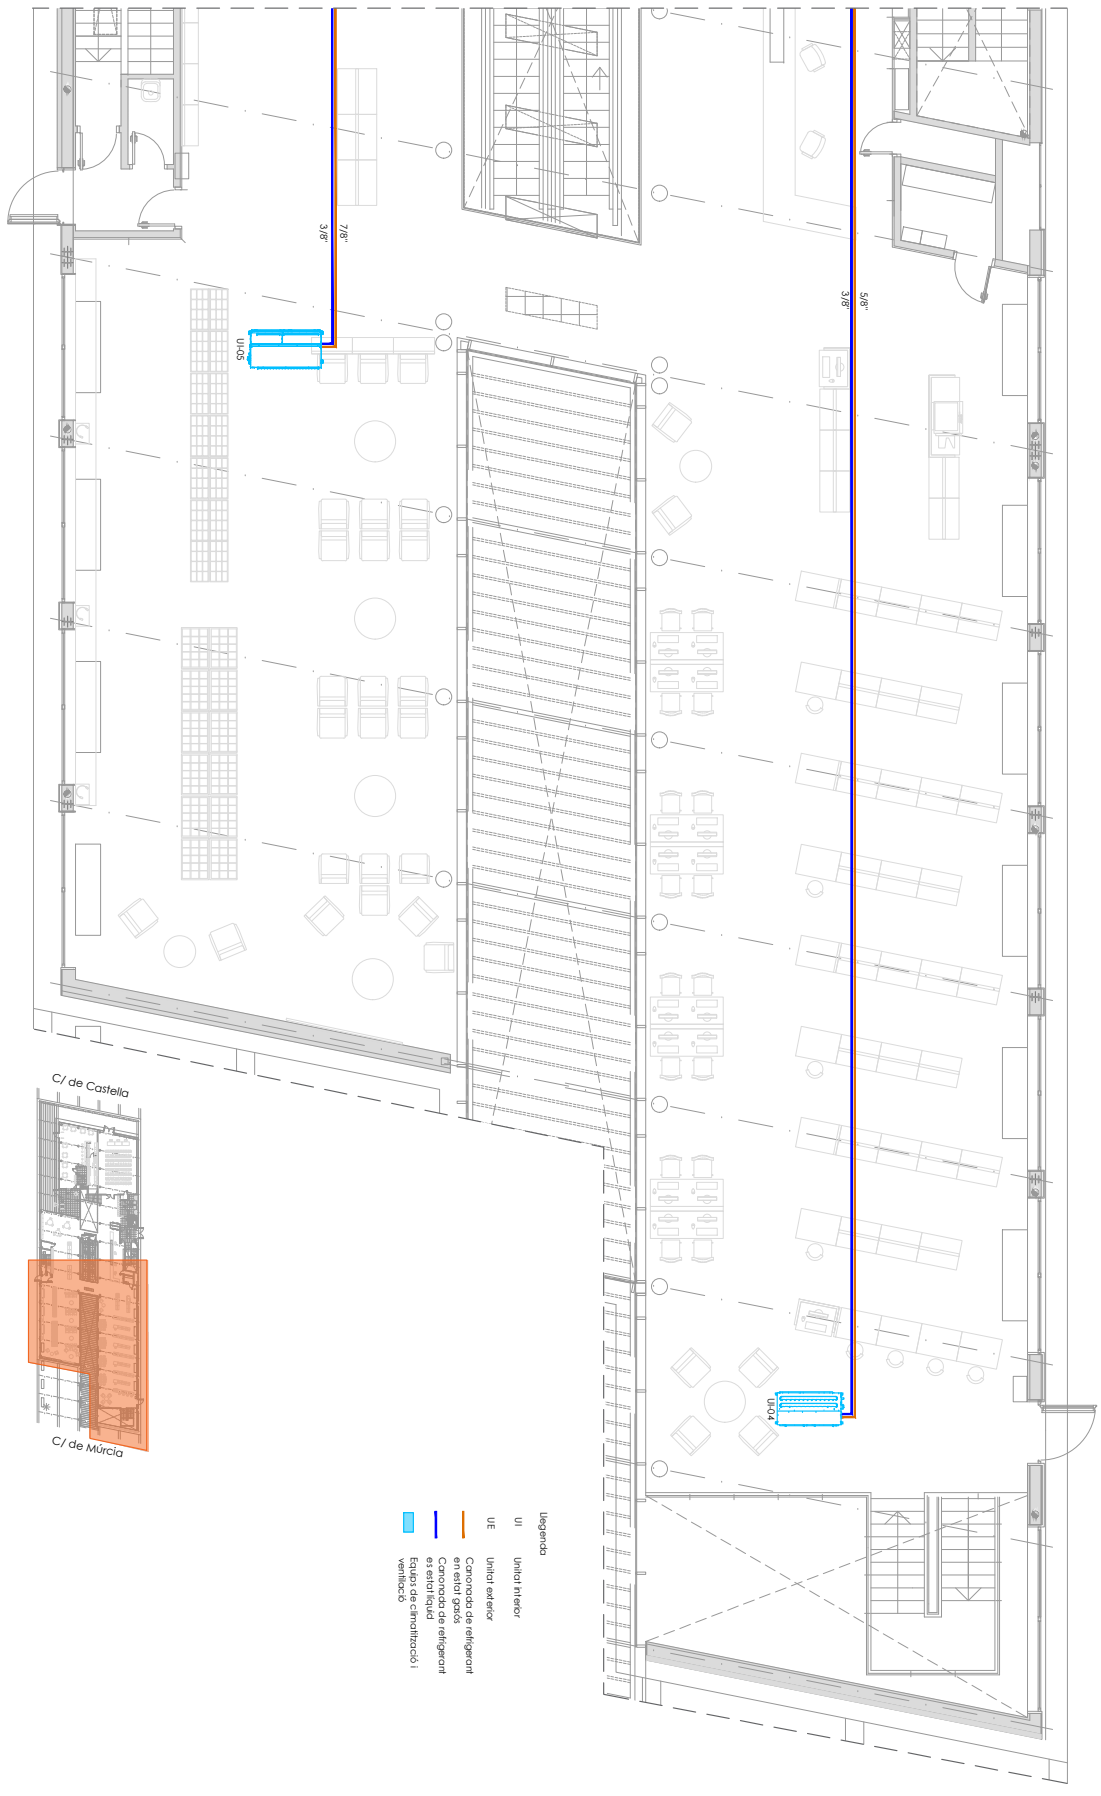 7/8"
3/8"
5/8"
3/8"
UI-05
UI-04
C/ de Castella
C/ de Múrcia
Llegenda
UI Unitat interior
UE Unitat exterior
Canonada de refrigerant
en estat gasós
Canonada de refrigerant
es estat líquid
Equips de climatització i
ventilació